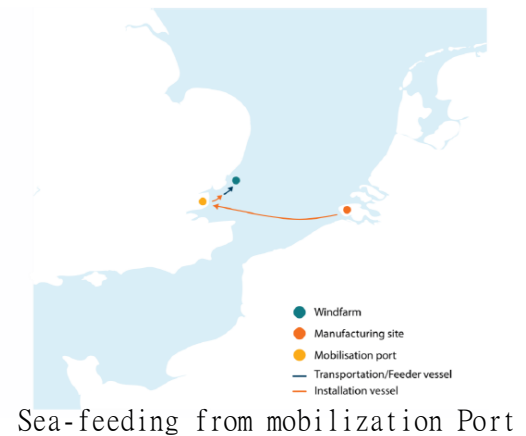 Windfarm
Manufacturing site
Mobilisation port
Transportation/Feeder vessel
Installation vessel
Sea-feeding from mobilization Port